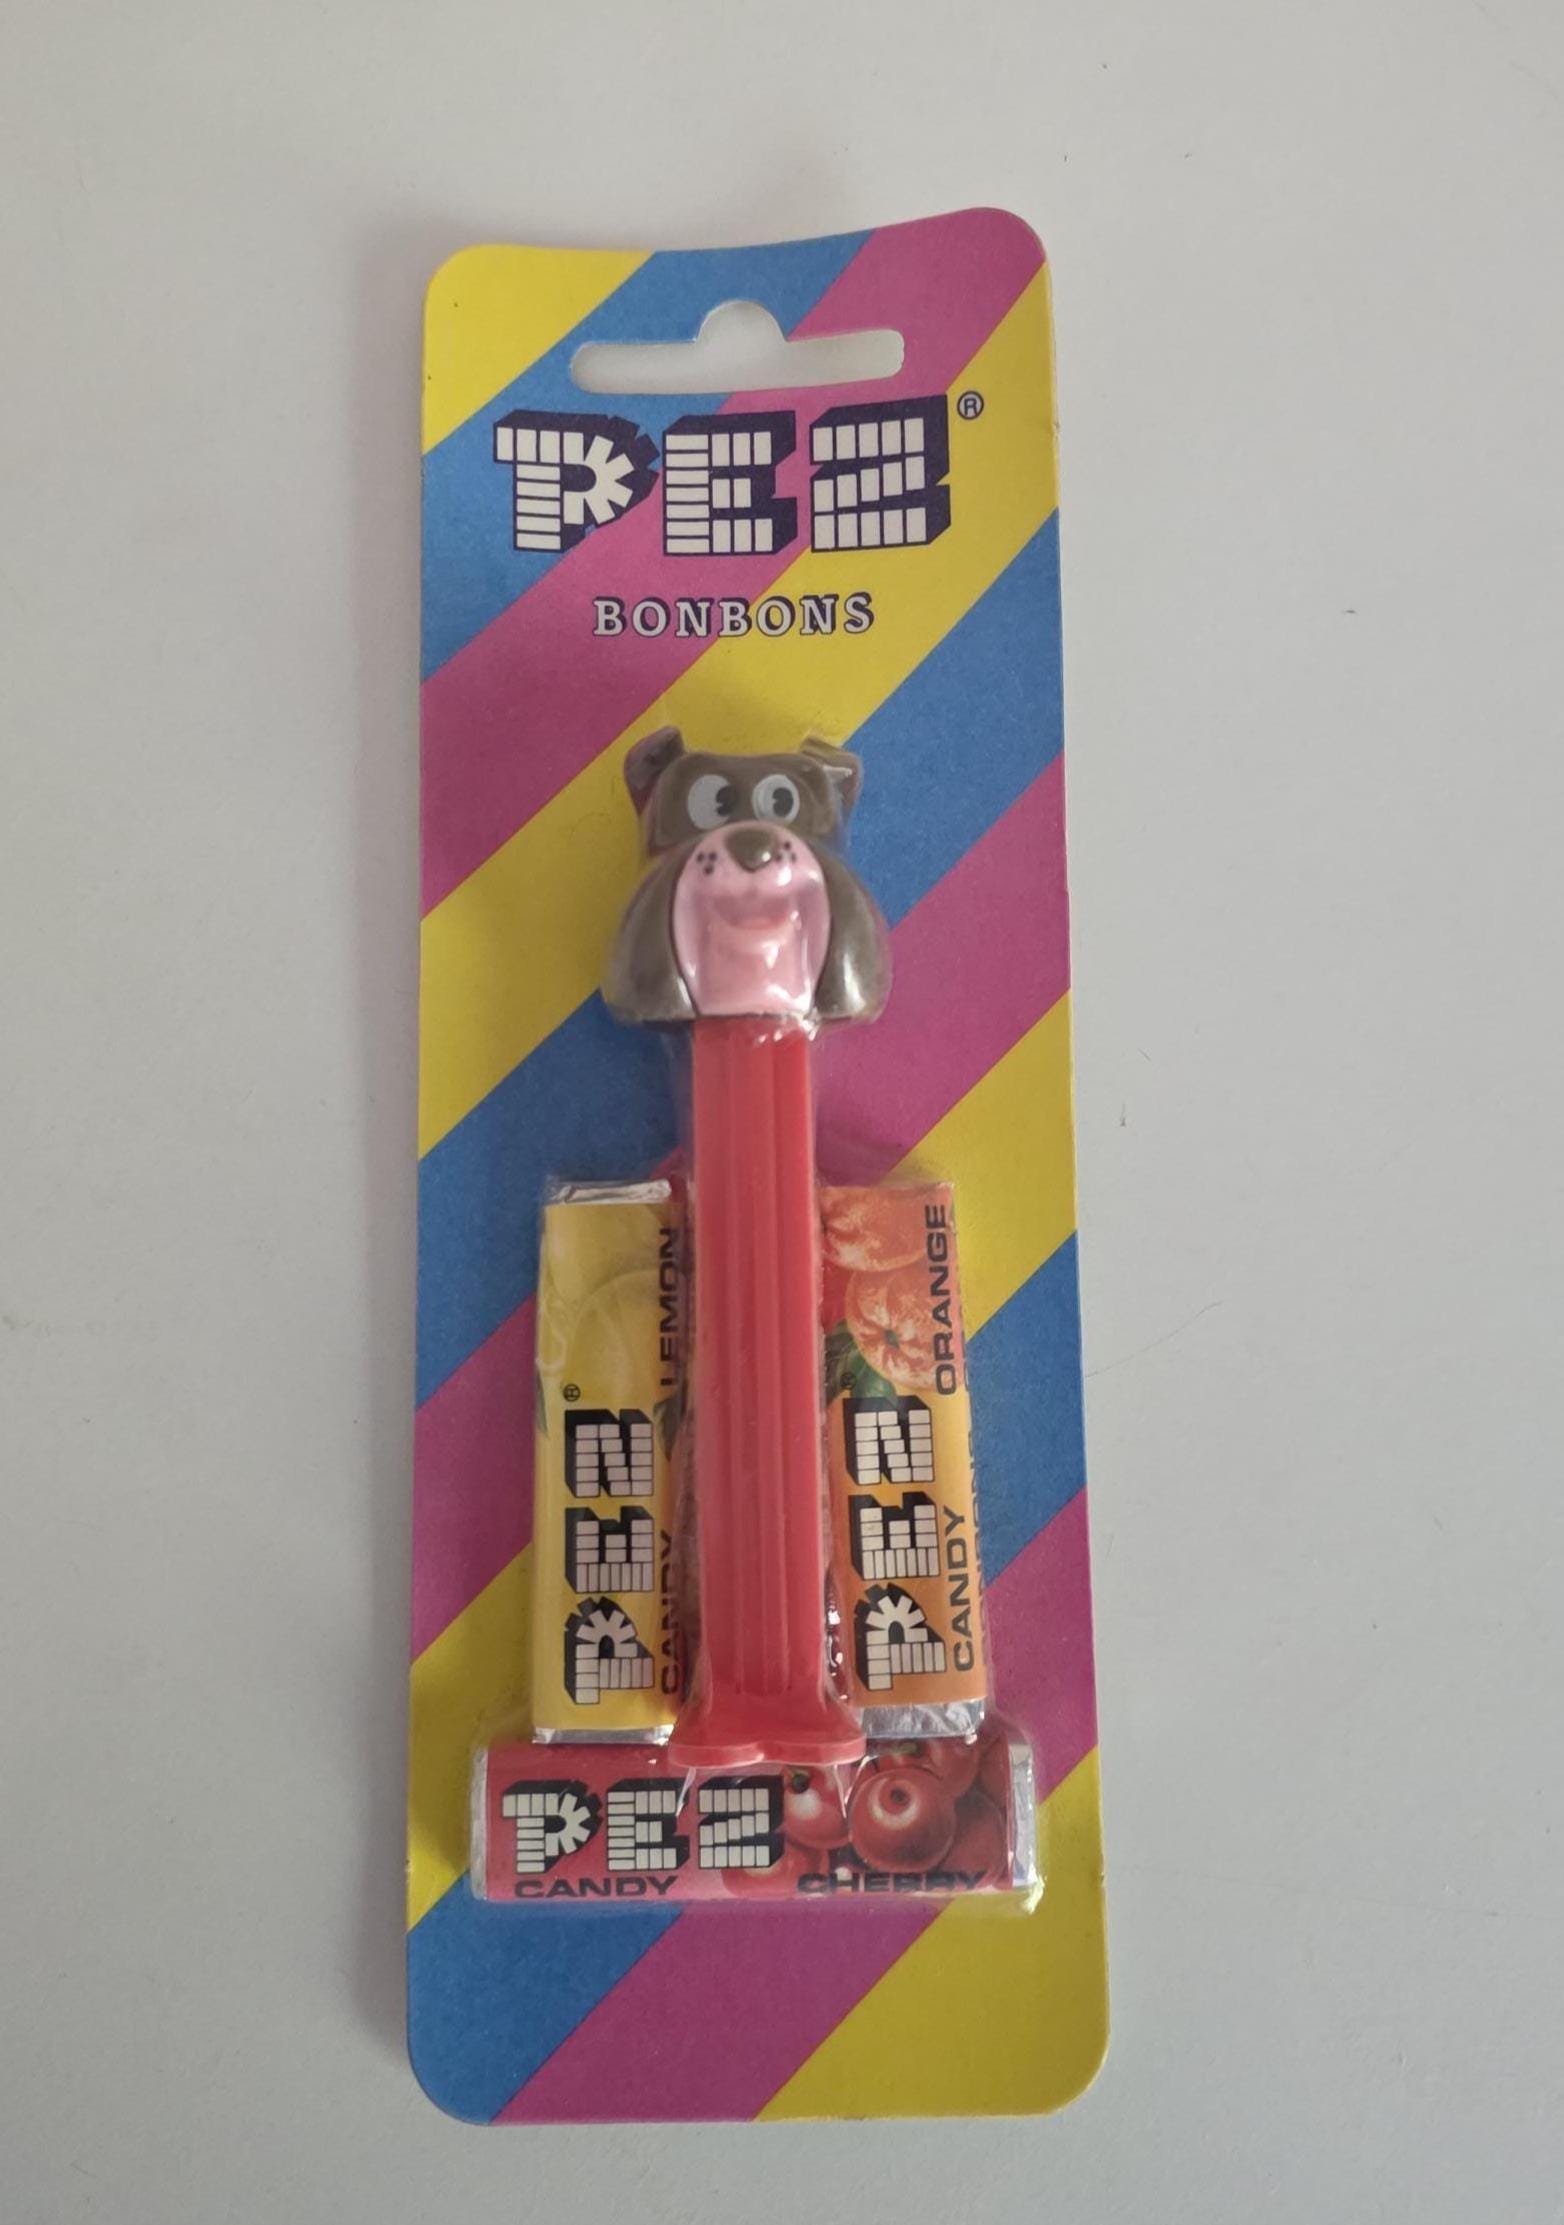 PEZ®
BONBONS
PEZ®
CANDY LEMON
PEZ®
CANDY ORANGE
PEZ
CANDY CHERRY